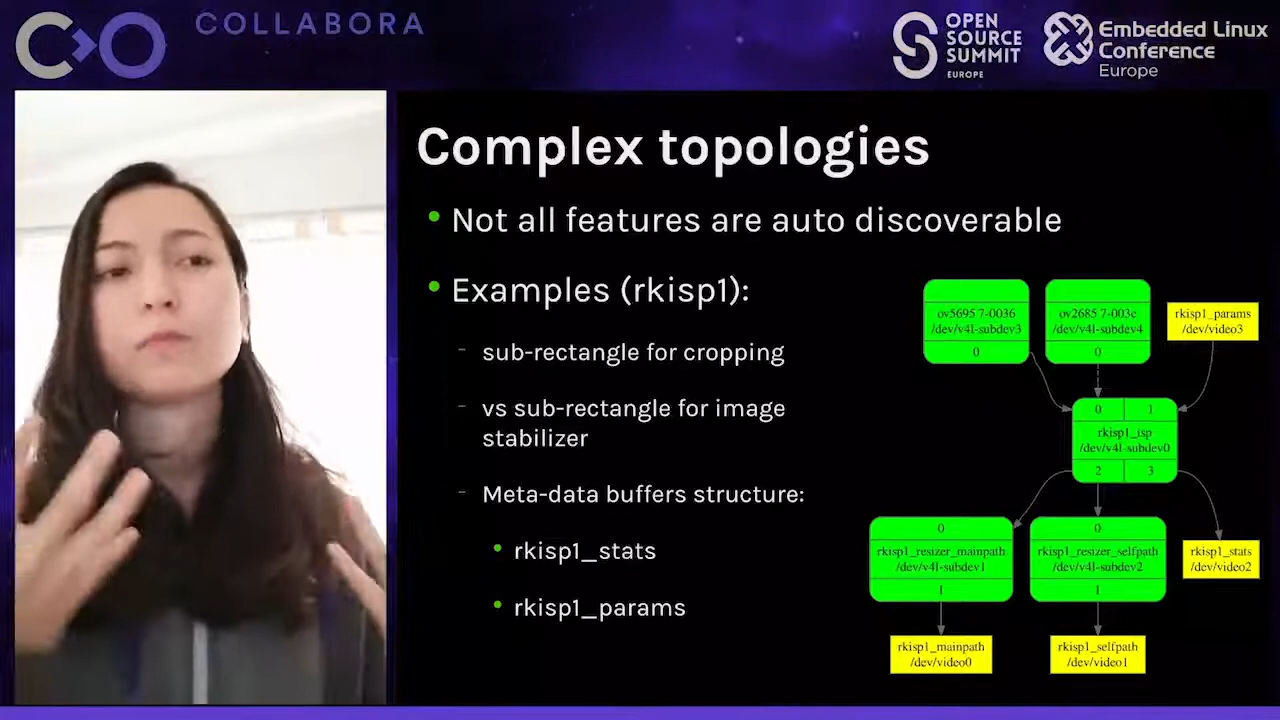 COLLABORA
OPEN
SOURCE
SUMMIT
EUROPE
Embedded Linux
Conference
Europe
Complex topologies
Not all features are auto discoverable
Examples (rkisp1):
sub-rectangle for cropping
vs sub-rectangle for image
stabilizer
Meta-data buffers structure:
rkisp1_stats
rkisp1_params
ov5695 7-0036
/dev/v4l-subdev3
0
ov2685 7-003c
/dev/v4l-subdev4
0
rkisp1_params
/dev/video3
0 1
rkisp1_isp
/dev/v4l-subdev0
2 3
0
rkisp1_resizer_mainpath
/dev/v4l-subdev1
1
0
rkisp1_resizer_selfpath
/dev/v4l-subdev2
1
rkisp1_stats
/dev/video2
rkisp1_mainpath
/dev/video0
rkisp1_selfpath
/dev/video1